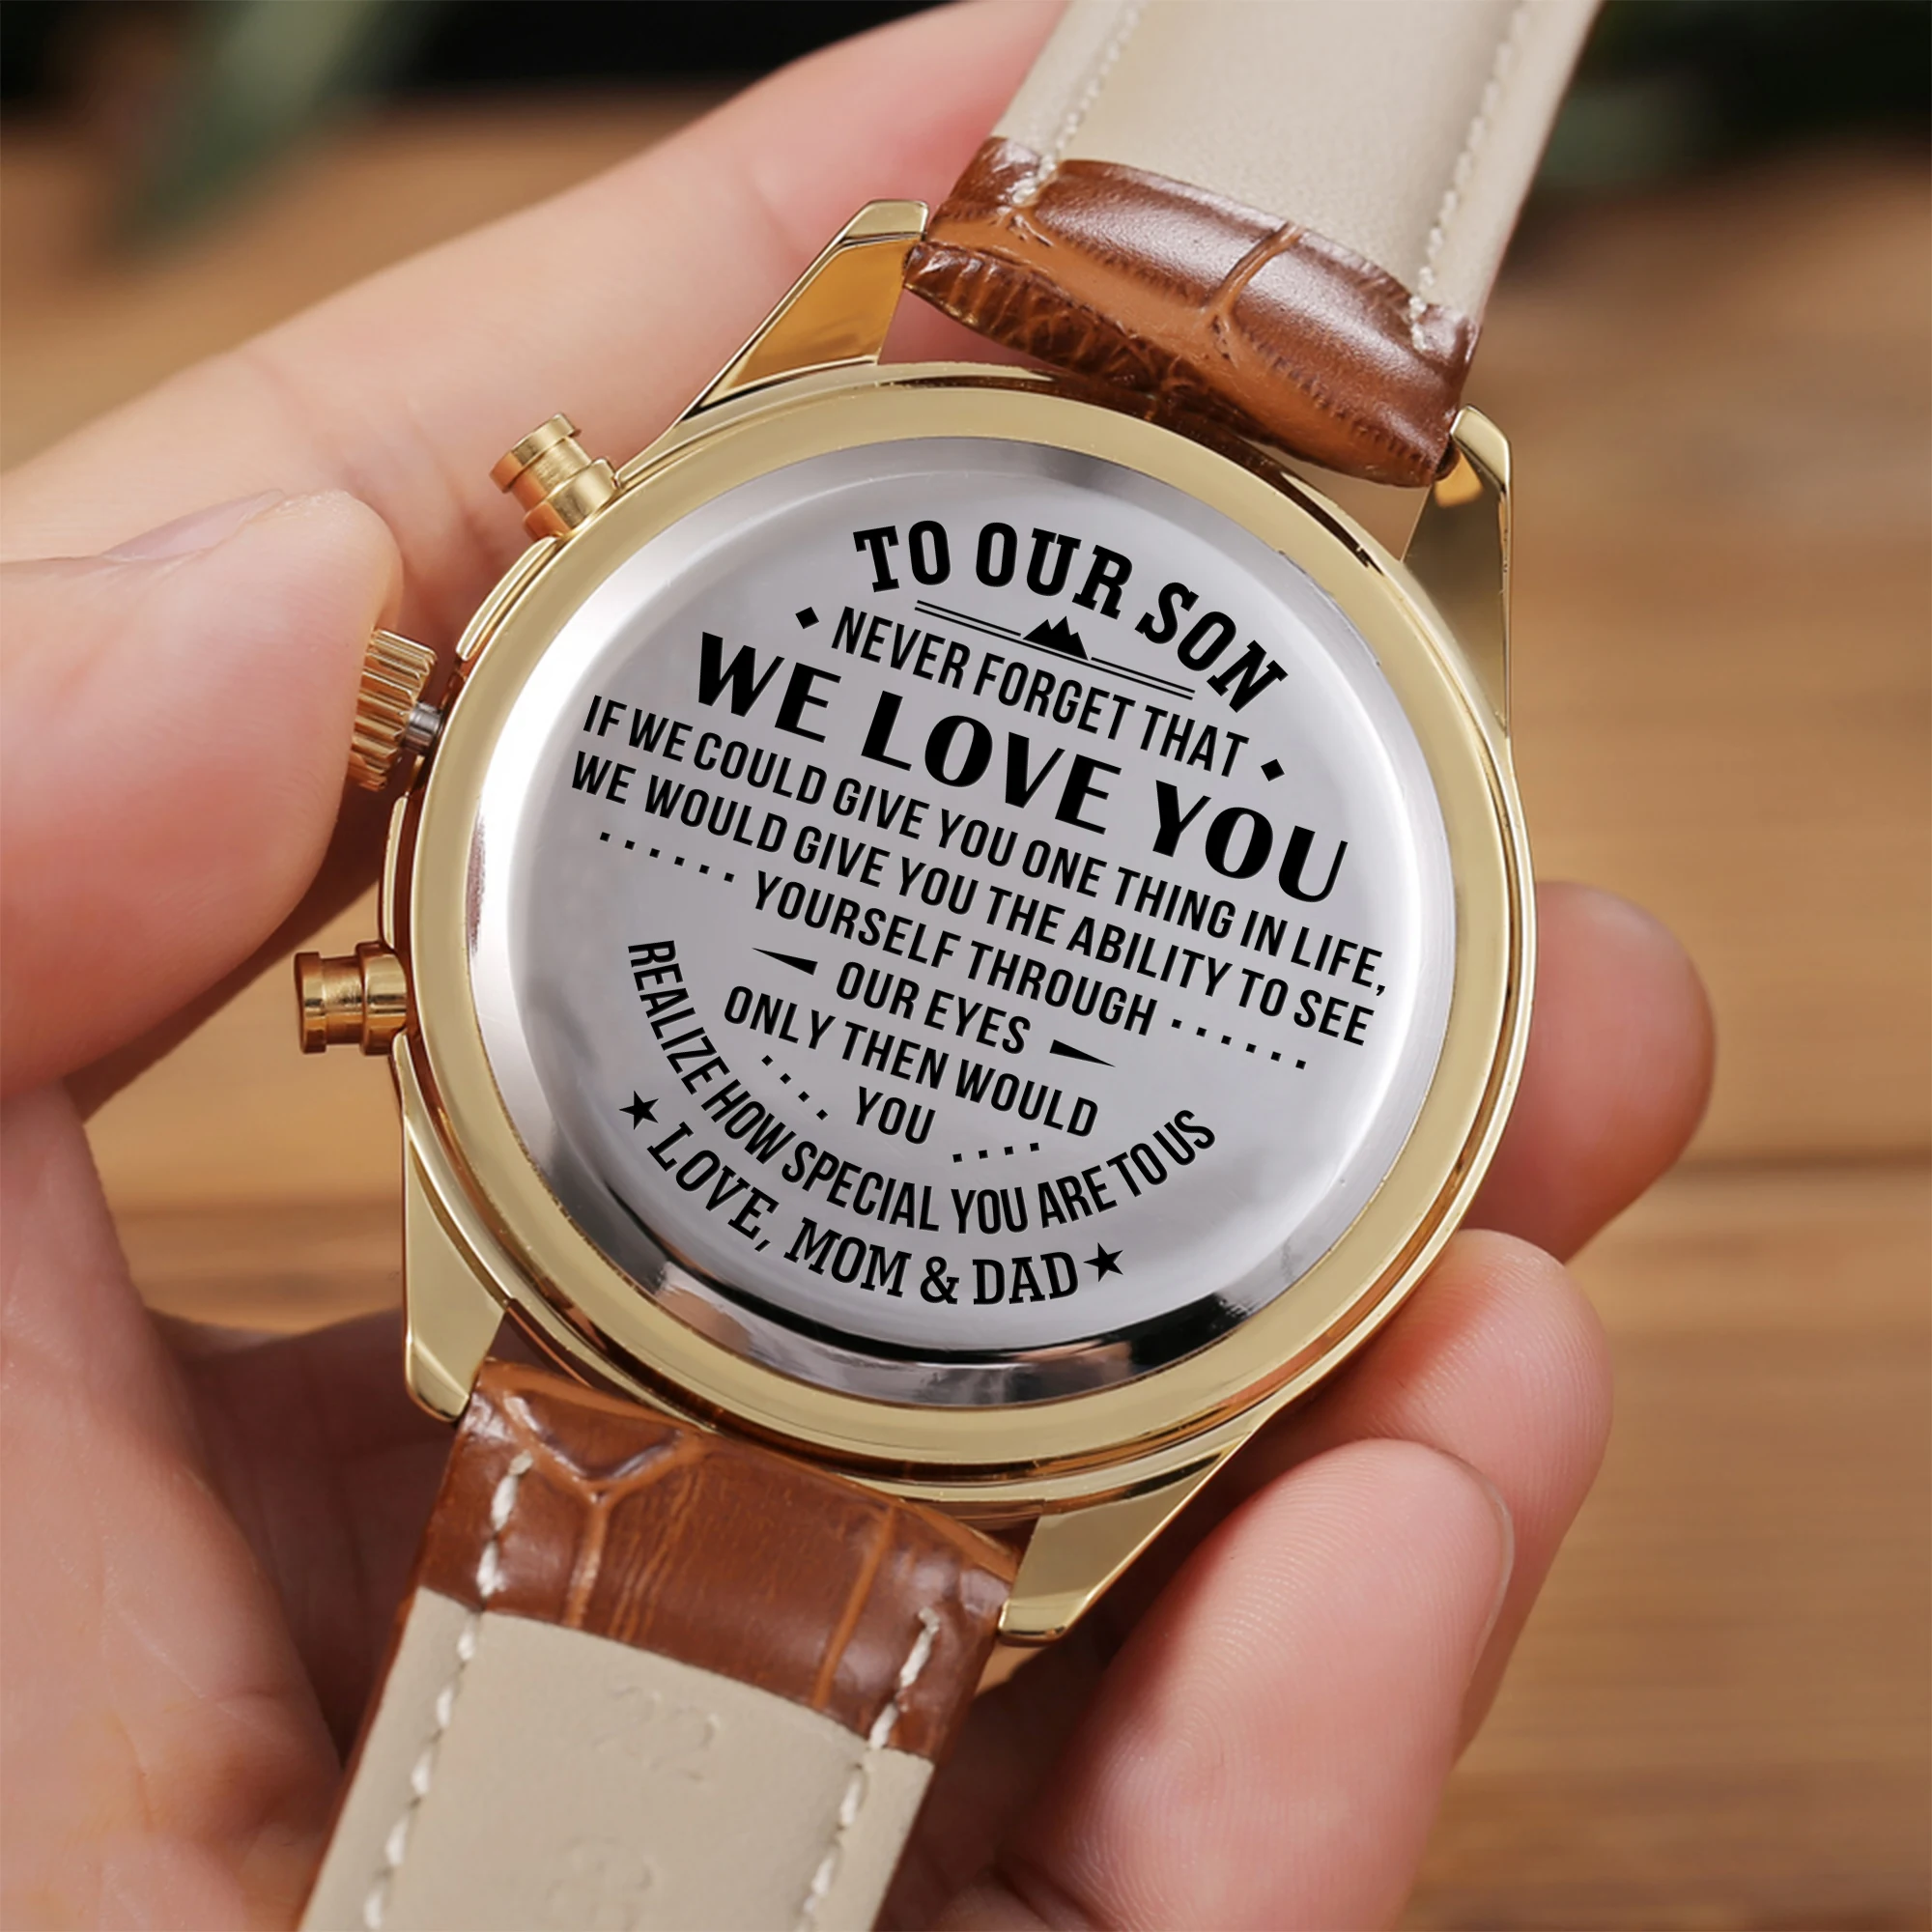 TO OUR SON
NEVER FORGET THAT
WE LOVE YOU
IF WE COULD GIVE YOU ONE THING IN LIFE,
WE WOULD GIVE YOU THE ABILITY TO SEE
..... YOURSELF THROUGH ......
OUR EYES
ONLY THEN WOULD
.... YOU ....
REALIZE HOW SPECIAL YOU ARE TO US
★ LOVE, MOM & DAD ★